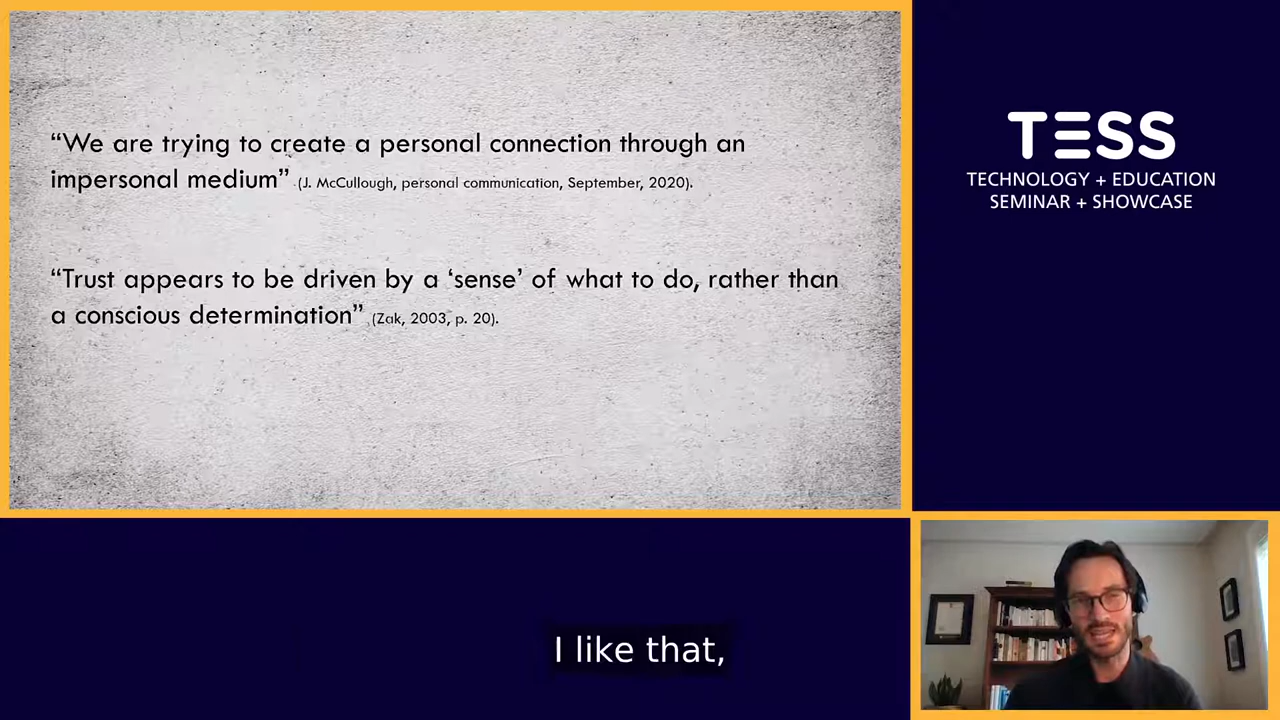 “We are trying to create a personal connection through an
impersonal medium” (J. McCullough, personal communication, September, 2020).
“Trust appears to be driven by a ‘sense’ of what to do, rather than
a conscious determination” (Zak, 2003, p. 20).
TESS
TECHNOLOGY + EDUCATION
SEMINAR + SHOWCASE
I like that,